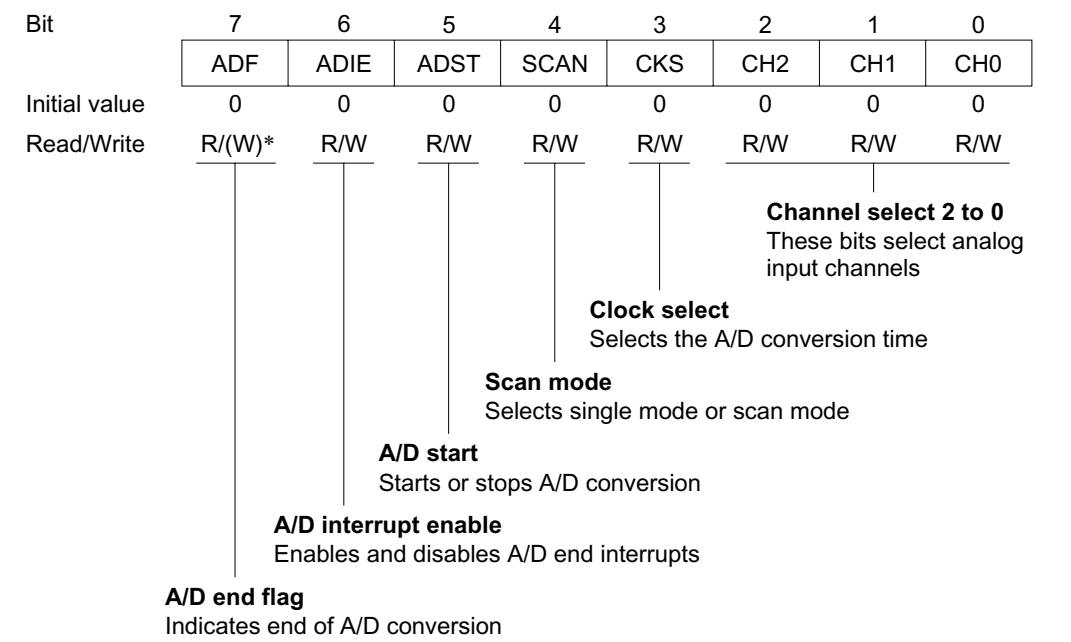 Bit 7 6 5 4 3 2 1 0
ADF ADIE ADST SCAN CKS CH2 CH1 CH0
Initial value 0 0 0 0 0 0 0 0
Read/Write R/(W)* R/W R/W R/W R/W R/W R/W R/W
Channel select 2 to 0
These bits select analog
input channels
Clock select
Selects the A/D conversion time
Scan mode
Selects single mode or scan mode
A/D start
Starts or stops A/D conversion
A/D interrupt enable
Enables and disables A/D end interrupts
A/D end flag
Indicates end of A/D conversion